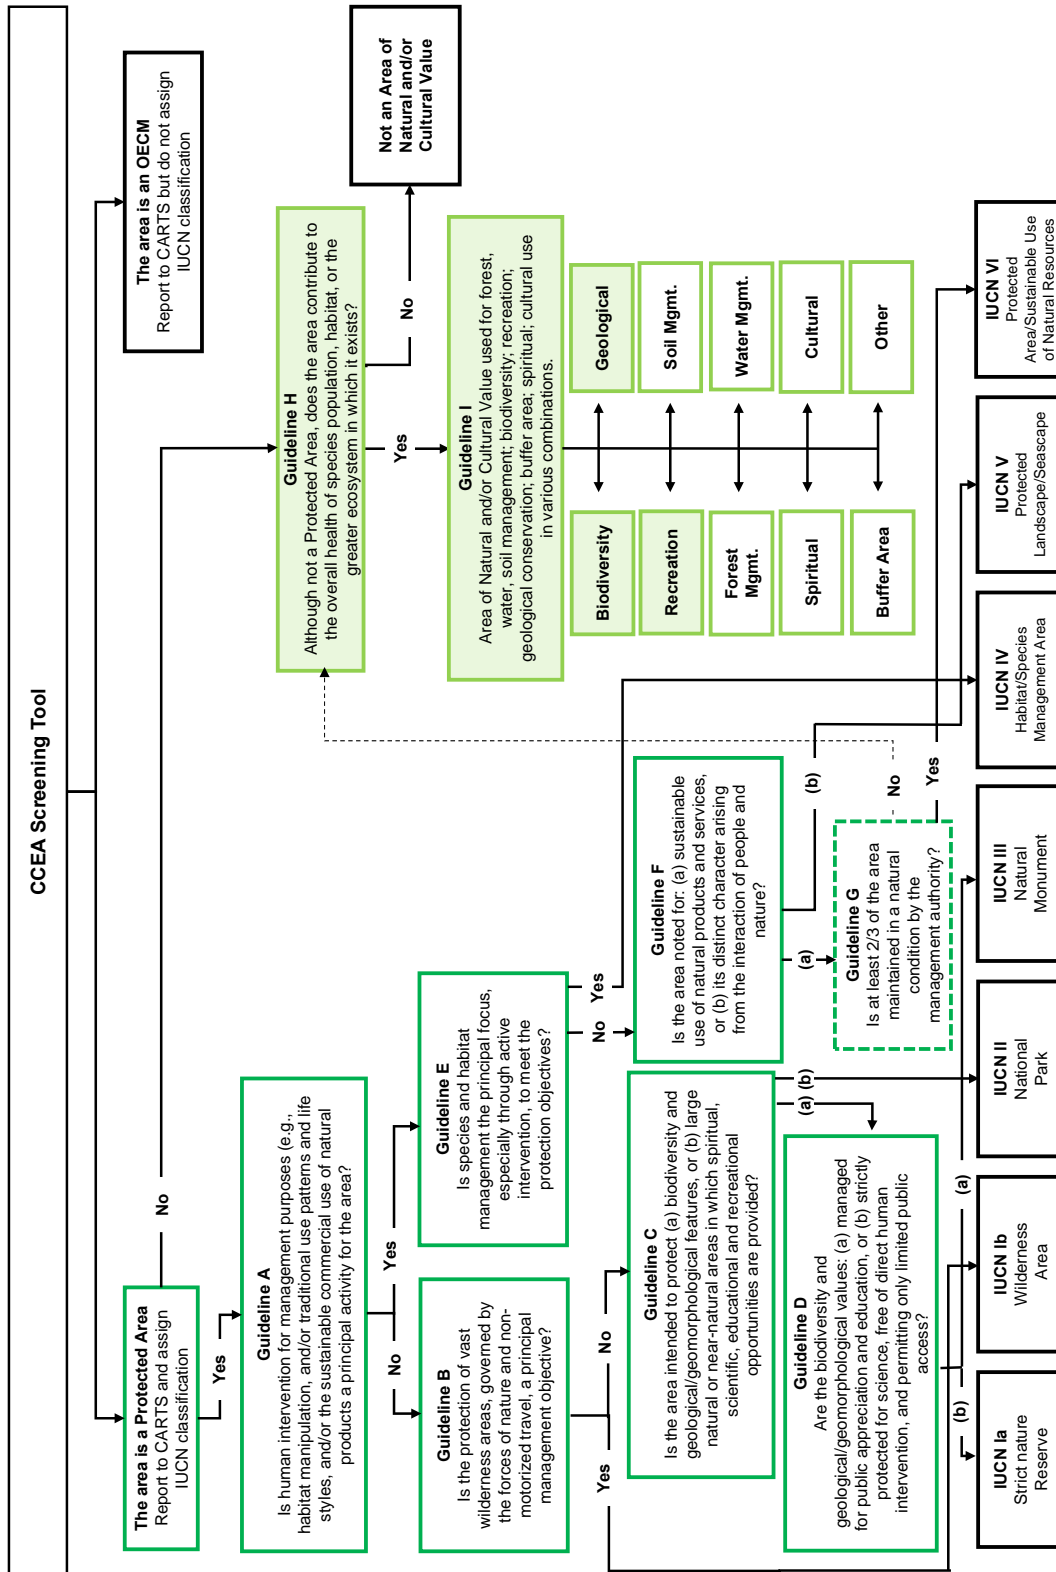 CCEA Screening Tool
The area is a Protected Area
Report to CARTS and assign
IUCN classification
The area is an OECM
Report to CARTS but do not assign
IUCN classification
Yes
No
Guideline A
Is human intervention for management purposes (e.g.,
habitat manipulation, and/or traditional use patterns and life
styles, and/or the sustainable commercial use of natural
products a principal activity for the area?
No
Yes
Guideline H
Although not a Protected Area, does the area contribute to
the overall health of species population, habitat, or the
greater ecosystem in which it exists?
Yes
No
Not an Area of
Natural and/or
Cultural Value
Guideline B
Is the protection of vast
wilderness areas, governed by
the forces of nature and non-
motorized travel, a principal
management objective?
Yes
No
Guideline E
Is species and habitat
management the principal focus,
especially through active
intervention, to meet the
protection objectives?
No
Yes
Guideline I
Area of Natural and/or Cultural Value used for forest,
water, soil management; biodiversity; recreation;
geological conservation; buffer area; spiritual; cultural use
in various combinations.
Biodiversity
Geological
Recreation
Soil Mgmt.
Forest
Mgmt.
Water Mgmt.
Spiritual
Cultural
Buffer Area
Other
Guideline C
Is the area intended to protect (a) biodiversity and
geological/geomorphological features, or (b) large
natural or near-natural areas in which spiritual,
scientific, educational and recreational
opportunities are provided?
(a)
(b)
Guideline F
Is the area noted for: (a) sustainable
use of natural products and services,
or (b) its distinct character arising
from the interaction of people and
nature?
(a)
(b)
Guideline D
Are the biodiversity and
geological/geomorphological values: (a) managed
for public appreciation and education, or (b) strictly
protected for science, free of direct human
intervention, and permitting only limited public
access?
(b)
(a)
Guideline G
Is at least 2/3 of the area
maintained in a natural
condition by the
management authority?
No
Yes
IUCN Ia
Strict nature
Reserve
IUCN Ib
Wilderness
Area
IUCN II
National
Park
IUCN III
Natural
Monument
IUCN IV
Habitat/Species
Management Area
IUCN V
Protected
Landscape/Seascape
IUCN VI
Protected
Area/Sustainable Use
of Natural Resources